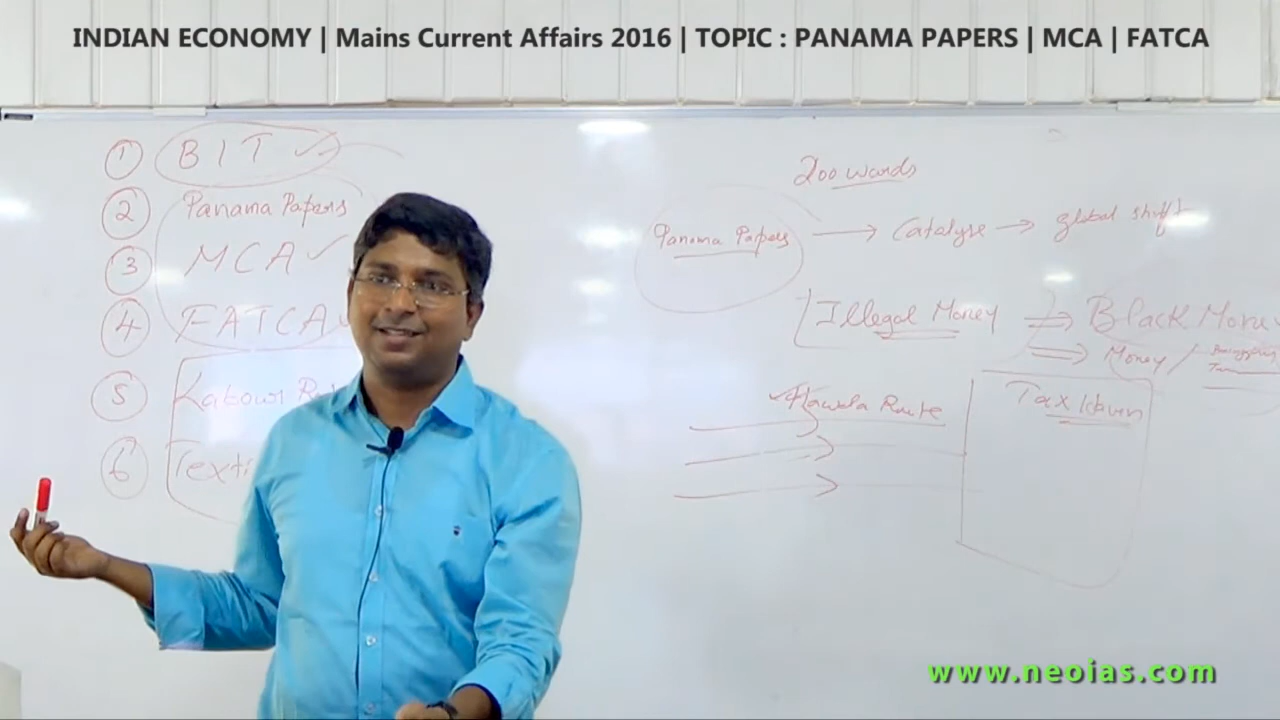 INDIAN ECONOMY | Mains Current Affairs 2016 | TOPIC : PANAMA PAPERS | MCA | FATCA
① BIT ✓
② Panama Papers
③ MCA ✓
④ FATCA
⑤ Labour
⑥ Texti
200 words
Panama Papers → Catalyse → global shift
Illegal Money ⇒ Black Money
⇒ Money /
Hawala Route
Tax Haven
www.neoias.com